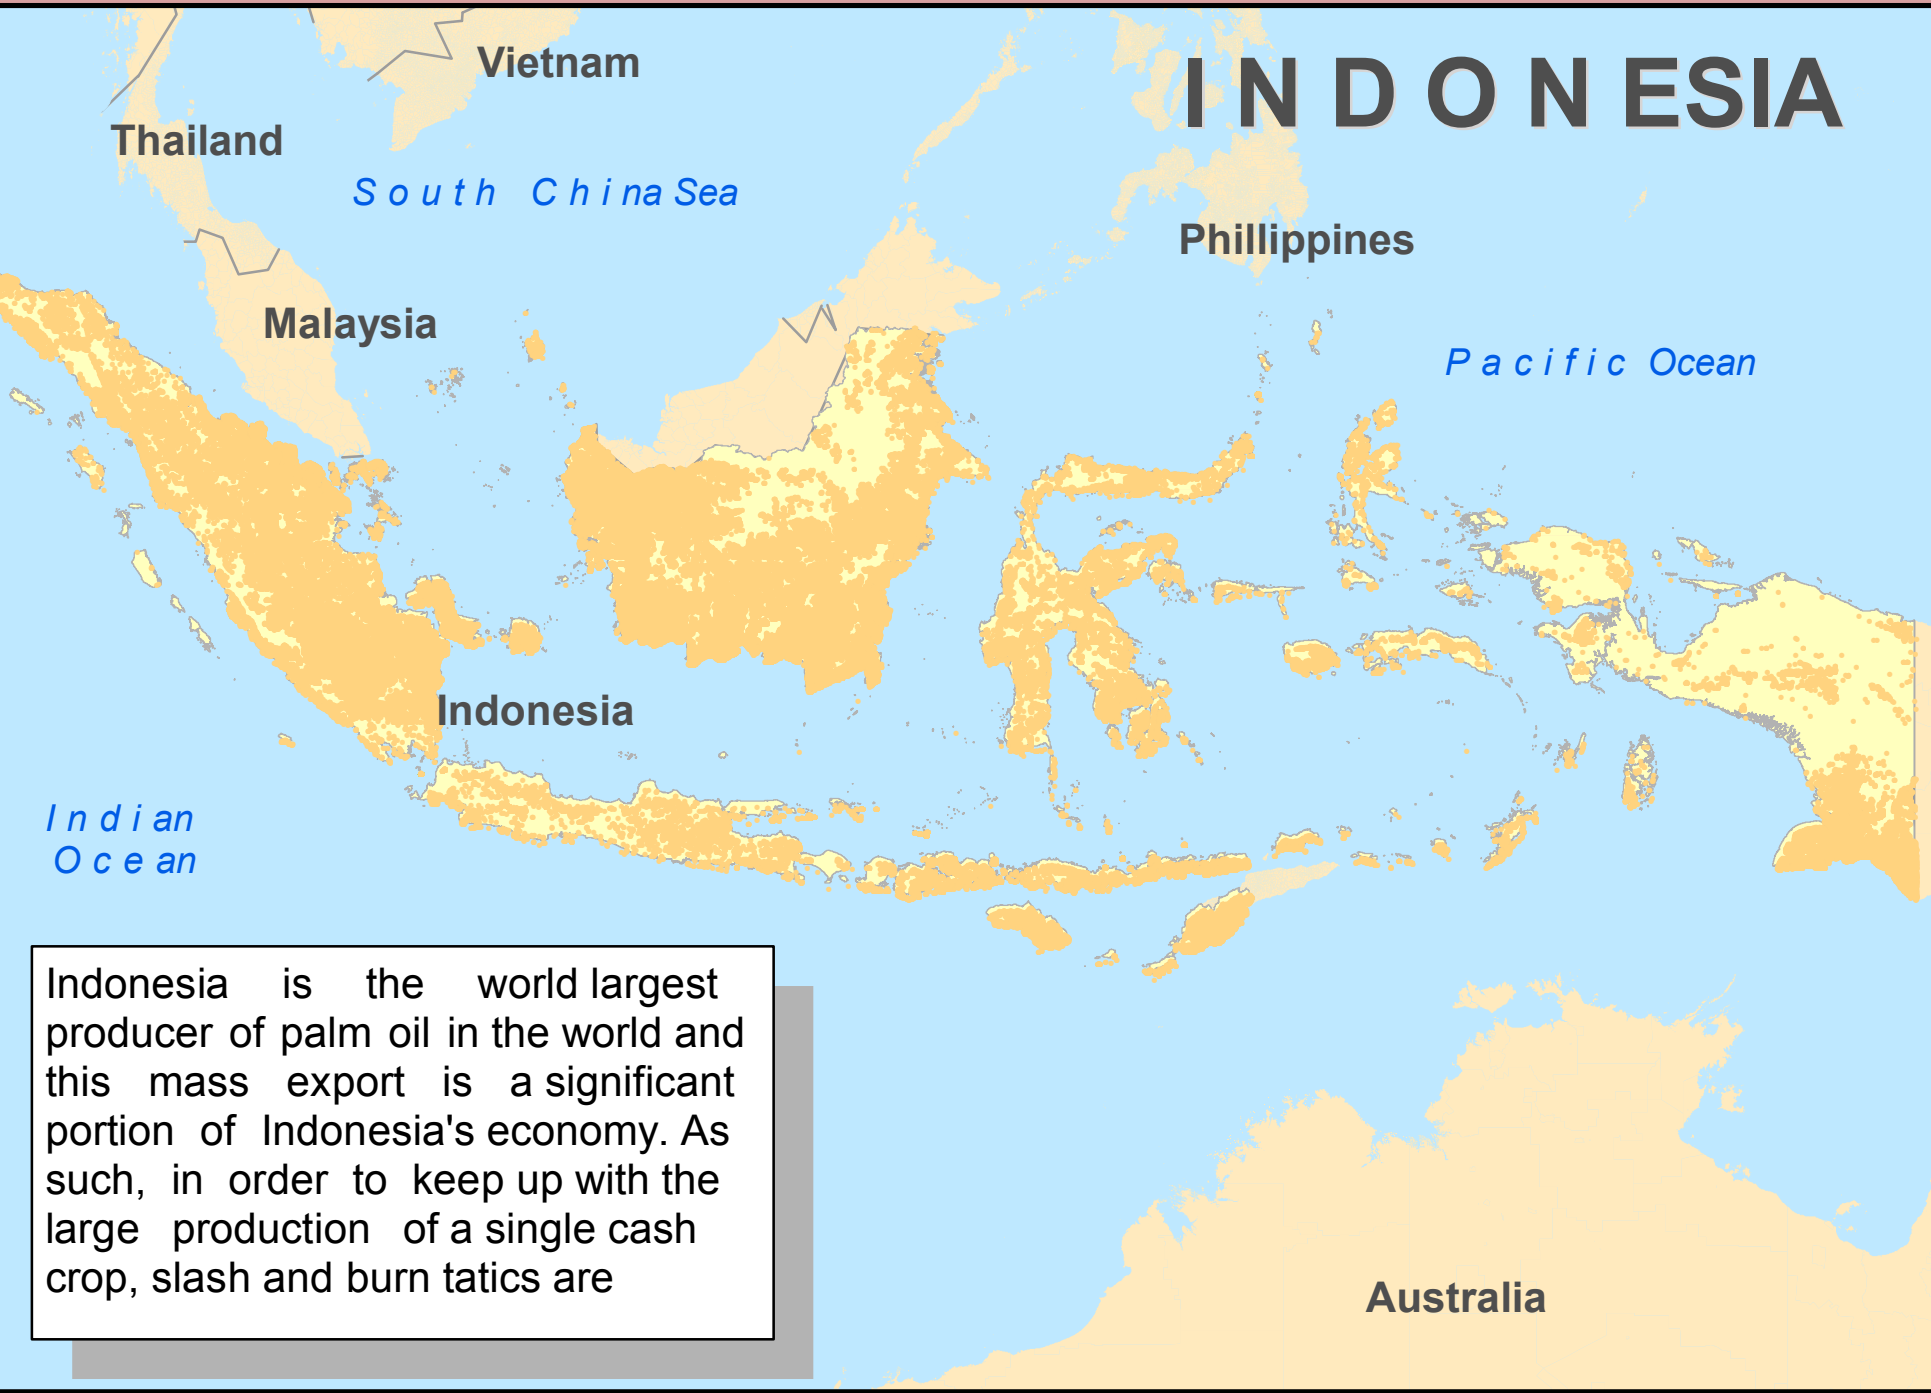 INDONESIA
Vietnam
Thailand
South China Sea
Phillippines
Malaysia
Pacific Ocean
Indonesia
Indian
Ocean
Indonesia is the world largest
producer of palm oil in the world and
this mass export is a significant
portion of Indonesia's economy. As
such, in order to keep up with the
large production of a single cash
crop, slash and burn tatics are
Australia